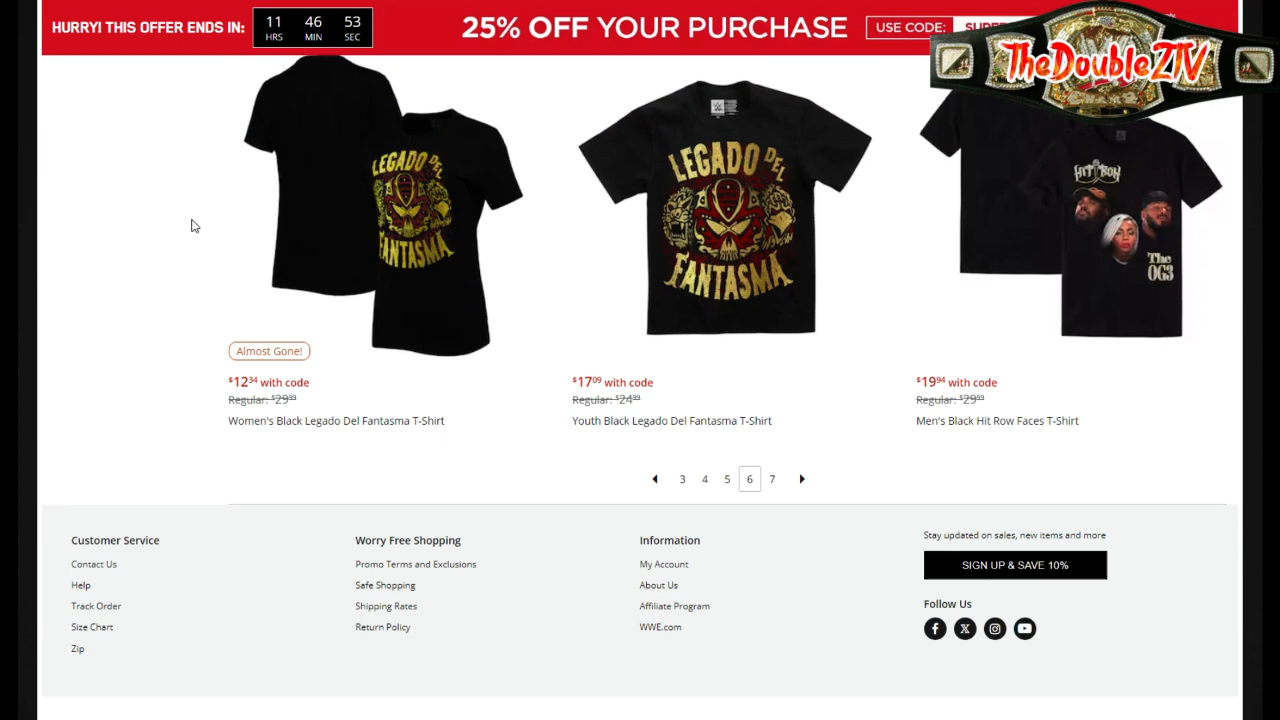 HURRY! THIS OFFER ENDS IN:
11 46 53
HRS MIN SEC
25% OFF YOUR PURCHASE
USE CODE:
TheDoubleZTV
LEGADO DEL
FANTASMA
LEGADO DEL
FANTASMA
HIT ROW
The
OG3
Almost Gone!
$12.34 with code
Regular: $29.99
Women's Black Legado Del Fantasma T-Shirt
$17.09 with code
Regular: $24.99
Youth Black Legado Del Fantasma T-Shirt
$19.94 with code
Regular: $29.99
Men's Black Hit Row Faces T-Shirt
3 4 5 6 7
Customer Service
Contact Us
Help
Track Order
Size Chart
Zip
Worry Free Shopping
Promo Terms and Exclusions
Safe Shopping
Shipping Rates
Return Policy
Information
My Account
About Us
Affiliate Program
WWE.com
Stay updated on sales, new items and more
SIGN UP & SAVE 10%
Follow Us